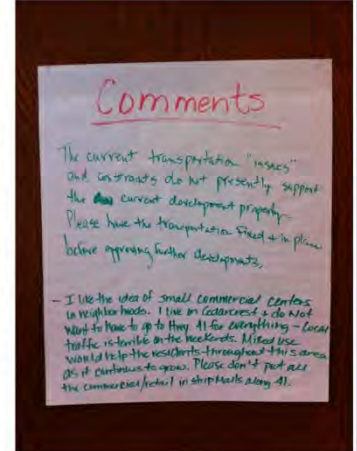 Comments
The current transportation "issues"
and constraints do not presently support
the current development properly.
Please have the transportation fixed + in place
before approving further developments.
- I like the idea of small commercial centers
in neighborhoods. I live in Cedarcrest + do Not
want to have to go to Hwy 41 for everything - Local
traffic is terrible on the weekends. Mixed use
would help the residents throughout this area
as it continues to grow. Please don't put all
the commercial/retail in strip Malls along 41.